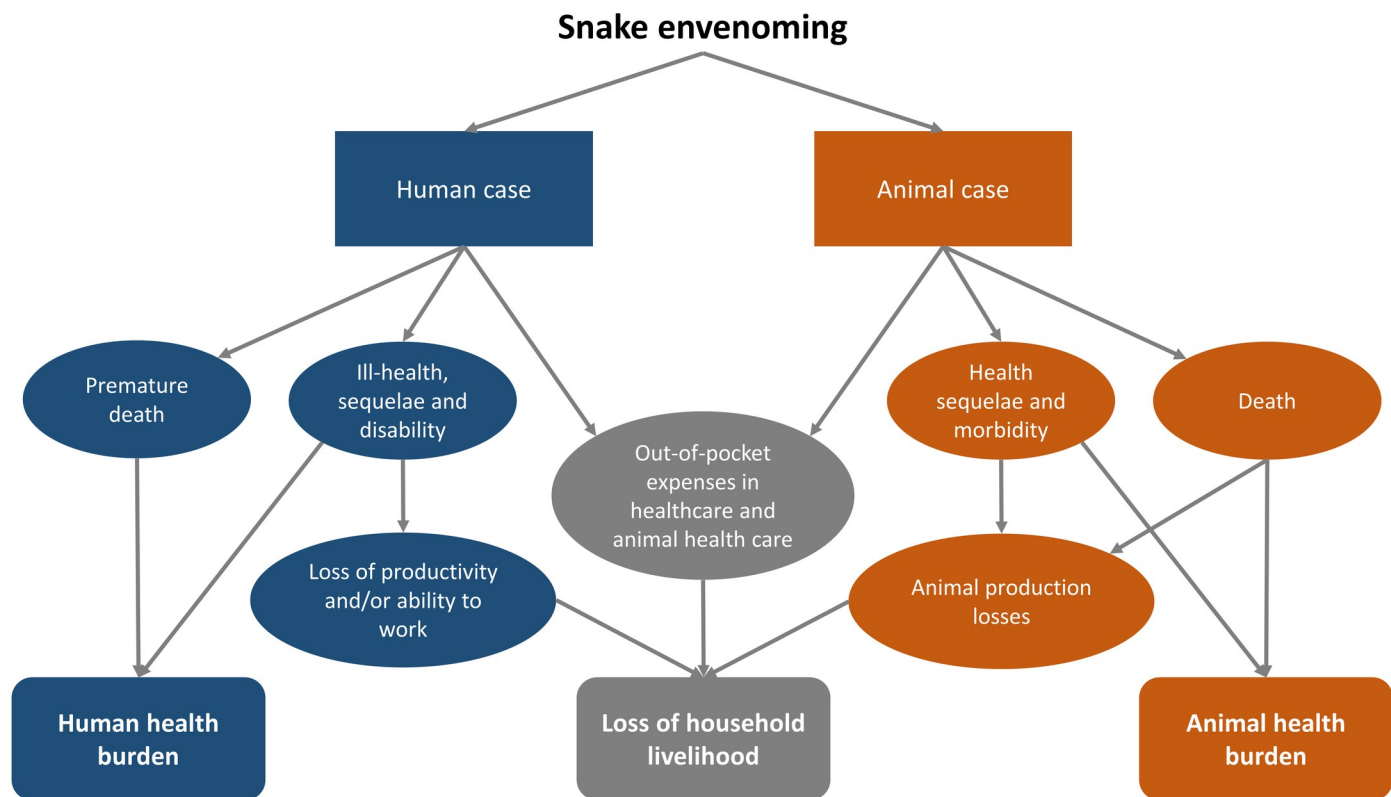 Snake envenoming
Human case
Animal case
Premature
death
Ill-health,
sequelae and
disability
Out-of-pocket
expenses in
healthcare and
animal health care
Health
sequelae and
morbidity
Death
Loss of productivity
and/or ability to
work
Animal production
losses
Human health
burden
Loss of household
livelihood
Animal health
burden